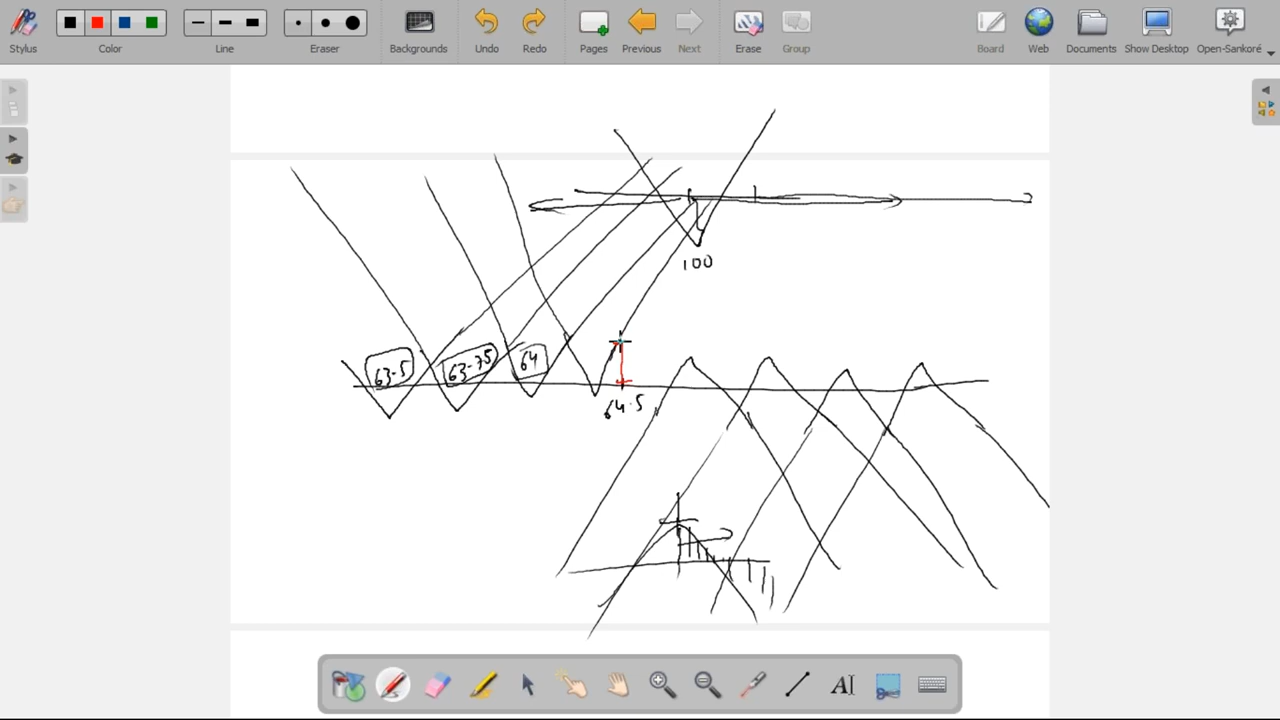 Stylus
Color
Line
Eraser
Backgrounds
Undo
Redo
Pages
Previous
Next
Erase
Group
Board
Web
Documents
Show Desktop
Open-Sankoré
100
63-5
63-75
64
64.5
AI